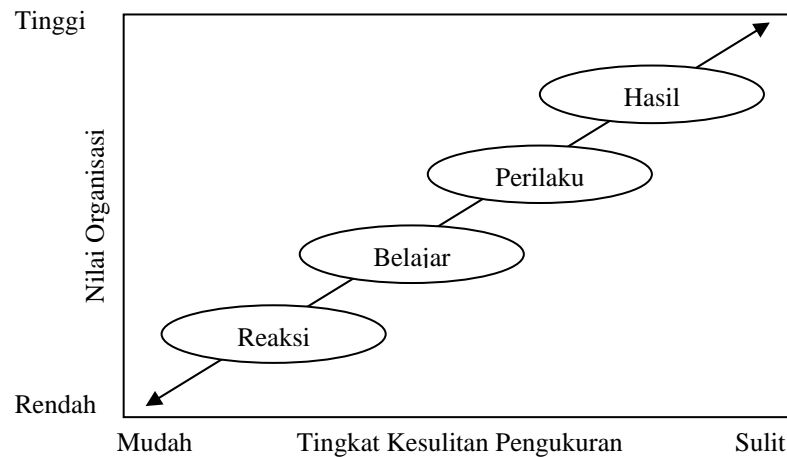 Tinggi
Hasil
Perilaku
Nilai Organisasi
Belajar
Reaksi
Rendah
Mudah Tingkat Kesulitan Pengukuran Sulit